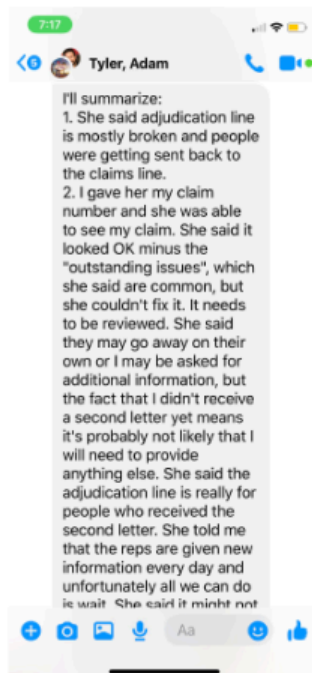 7:17
6
Tyler, Adam
I'll summarize:
1. She said adjudication line
is mostly broken and people
were getting sent back to
the claims line.
2. I gave her my claim
number and she was able
to see my claim. She said it
looked OK minus the
"outstanding issues", which
she said are common, but
she couldn't fix it. It needs
to be reviewed. She said
they may go away on their
own or I may be asked for
additional information, but
the fact that I didn't receive
a second letter yet means
it's probably not likely that I
will need to provide
anything else. She said the
adjudication line is really for
people who received the
second letter. She told me
that the reps are given new
information every day and
unfortunately all we can do
is wait. She said it might not
Aa